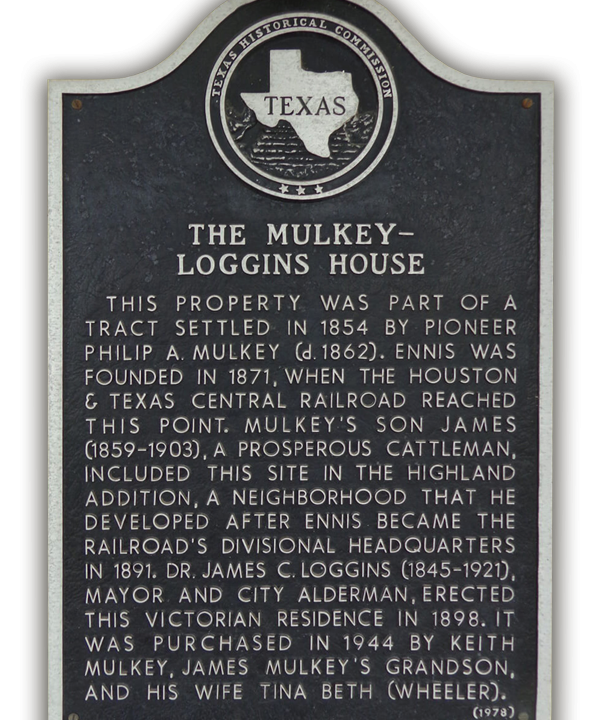 TEXAS HISTORICAL COMMISSION
TEXAS
THE MULKEY–
LOGGINS HOUSE
THIS PROPERTY WAS PART OF A
TRACT SETTLED IN 1854 BY PIONEER
PHILIP A. MULKEY (d. 1862). ENNIS WAS
FOUNDED IN 1871, WHEN THE HOUSTON
& TEXAS CENTRAL RAILROAD REACHED
THIS POINT. MULKEY'S SON JAMES
(1859–1903), A PROSPEROUS CATTLEMAN,
INCLUDED THIS SITE IN THE HIGHLAND
ADDITION, A NEIGHBORHOOD THAT HE
DEVELOPED AFTER ENNIS BECAME THE
RAILROAD'S DIVISIONAL HEADQUARTERS
IN 1891. DR. JAMES C. LOGGINS (1845–1921),
MAYOR AND CITY ALDERMAN, ERECTED
THIS VICTORIAN RESIDENCE IN 1898. IT
WAS PURCHASED IN 1944 BY KEITH
MULKEY, JAMES MULKEY'S GRANDSON,
AND HIS WIFE TINA BETH (WHEELER).
(1978)